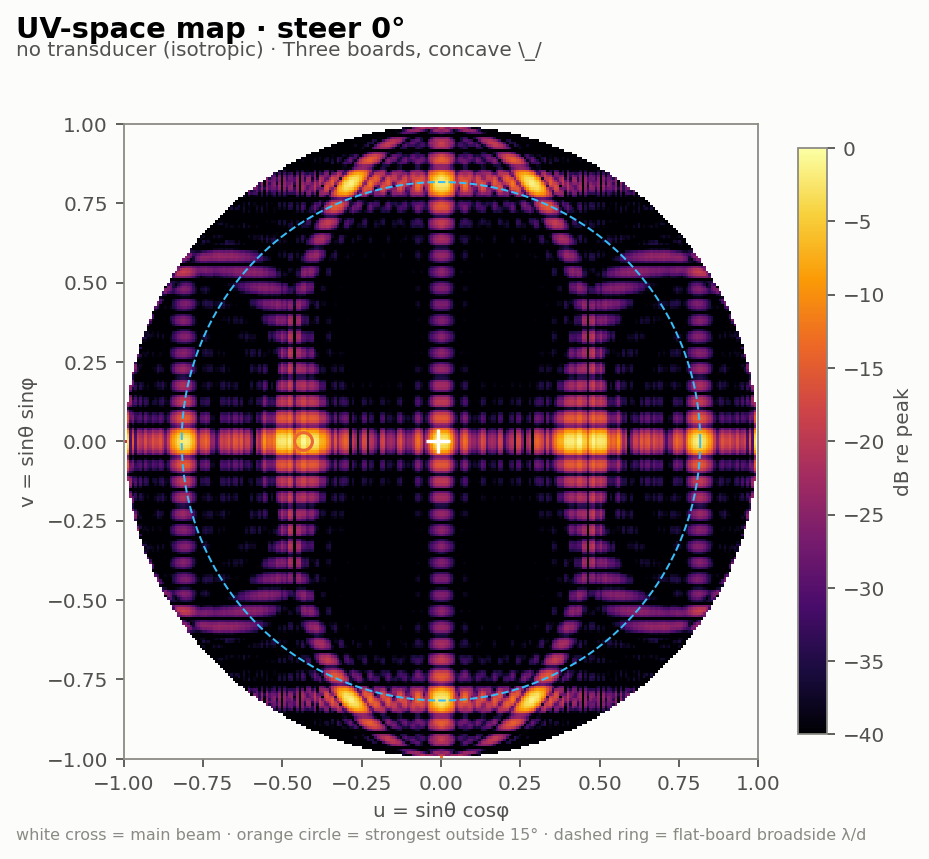 UV-space map · steer 0°
no transducer (isotropic) · Three boards, concave \_/
1.00
0.75
0.50
0.25
0.00
−0.25
−0.50
−0.75
−1.00
v = sinθ sinφ
−1.00 −0.75 −0.50 −0.25 0.00 0.25 0.50 0.75 1.00
u = sinθ cosφ
0
−5
−10
−15
−20
−25
−30
−35
−40
dB re peak
white cross = main beam · orange circle = strongest outside 15° · dashed ring = flat-board broadside λ/d